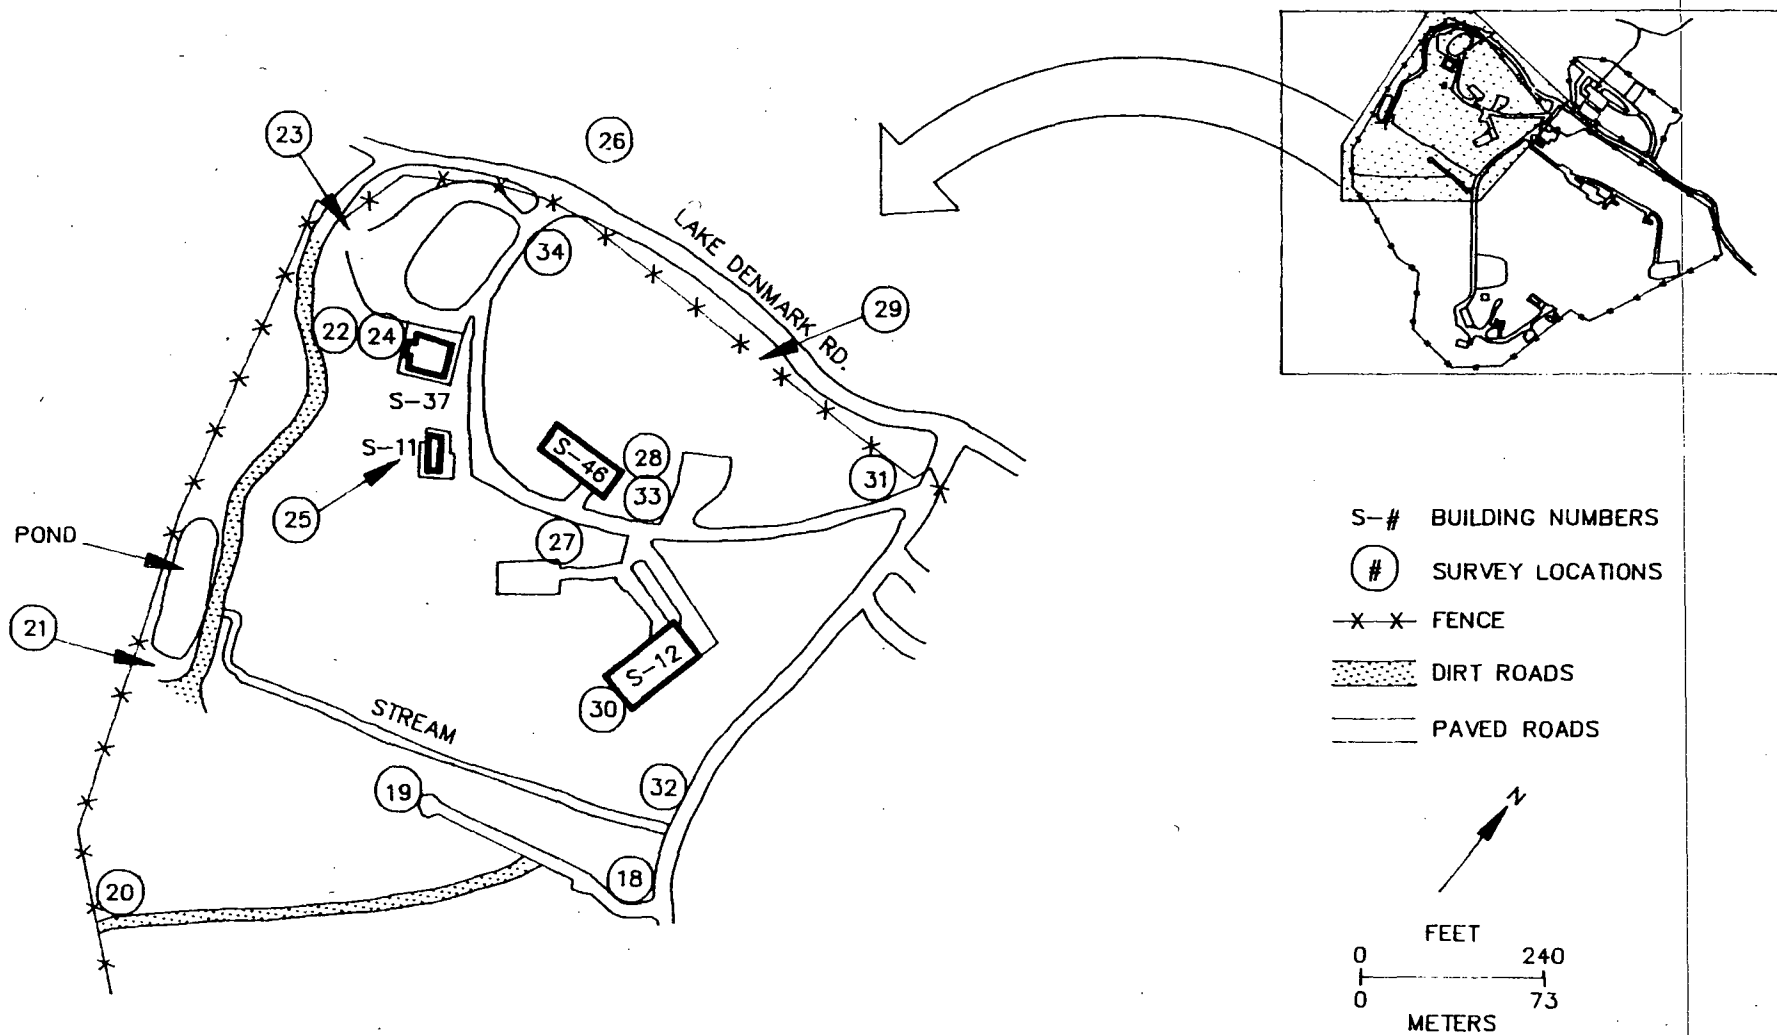 23
26
LAKE DENMARK RD.
34
29
22
24
S-37
S-11
S-46
28
33
31
25
27
POND
21
S-12
30
STREAM
32
19
18
20
S-# BUILDING NUMBERS
# SURVEY LOCATIONS
-X-X- FENCE
DIRT ROADS
PAVED ROADS
N
FEET
0 240
0 73
METERS